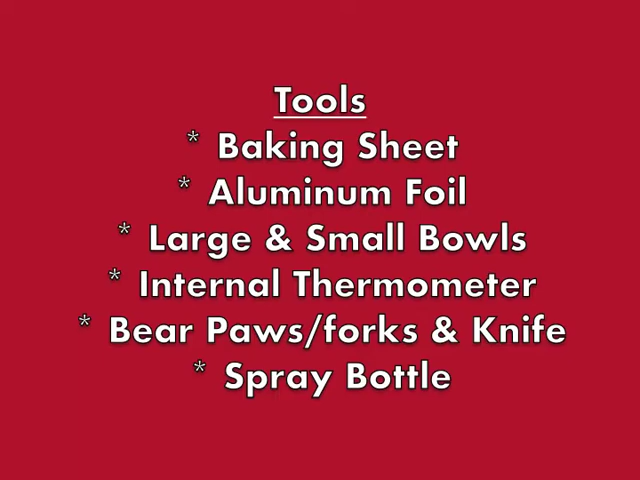 Tools
* Baking Sheet
* Aluminum Foil
* Large & Small Bowls
* Internal Thermometer
* Bear Paws/forks & Knife
* Spray Bottle